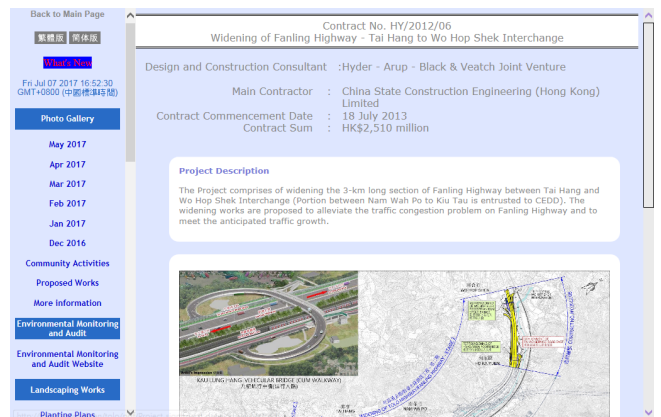 Back to Main Page
繁體版 简体版
What's New
Fri Jul 07 2017 16:52:30
GMT+0800 (中國標準時間)
Photo Gallery
May 2017
Apr 2017
Mar 2017
Feb 2017
Jan 2017
Dec 2016
Community Activities
Proposed Works
More information
Environmental Monitoring
and Audit
Environmental Monitoring
and Audit Website
Landscaping Works
Planting Plans
Contract No. HY/2012/06
Widening of Fanling Highway - Tai Hang to Wo Hop Shek Interchange
Design and Construction Consultant :Hyder - Arup - Black & Veatch Joint Venture
Main Contractor : China State Construction Engineering (Hong Kong)
Limited
Contract Commencement Date : 18 July 2013
Contract Sum : HK$2,510 million
Project Description
The Project comprises of widening the 3-km long section of Fanling Highway between Tai Hang and
Wo Hop Shek Interchange (Portion between Nam Wah Po to Kiu Tau is entrusted to CEDD). The
widening works are proposed to alleviate the traffic congestion problem on Fanling Highway and to
meet the anticipated traffic growth.
KAU LUNG HANG VEHICULAR BRIDGE (CUM WALKWAY)
WO HOP SHEK
TAI HANG
NAM WA PO